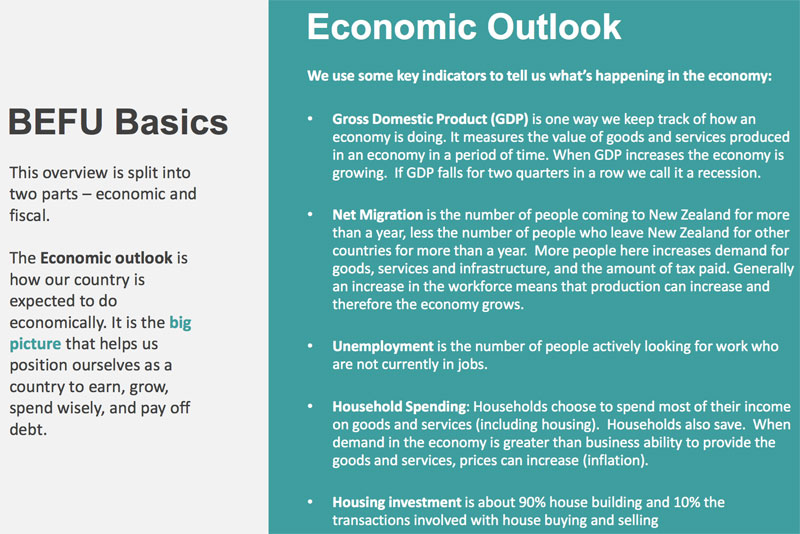 BEFU Basics
This overview is split into
two parts – economic and
fiscal.
The Economic outlook is
how our country is
expected to do
economically. It is the big
picture that helps us
position ourselves as a
country to earn, grow,
spend wisely, and pay off
debt.
Economic Outlook
We use some key indicators to tell us what's happening in the economy:
• Gross Domestic Product (GDP) is one way we keep track of how an
economy is doing. It measures the value of goods and services produced
in an economy in a period of time. When GDP increases the economy is
growing. If GDP falls for two quarters in a row we call it a recession.
• Net Migration is the number of people coming to New Zealand for more
than a year, less the number of people who leave New Zealand for other
countries for more than a year. More people here increases demand for
goods, services and infrastructure, and the amount of tax paid. Generally
an increase in the workforce means that production can increase and
therefore the economy grows.
• Unemployment is the number of people actively looking for work who
are not currently in jobs.
• Household Spending: Households choose to spend most of their income
on goods and services (including housing). Households also save. When
demand in the economy is greater than business ability to provide the
goods and services, prices can increase (inflation).
• Housing investment is about 90% house building and 10% the
transactions involved with house buying and selling